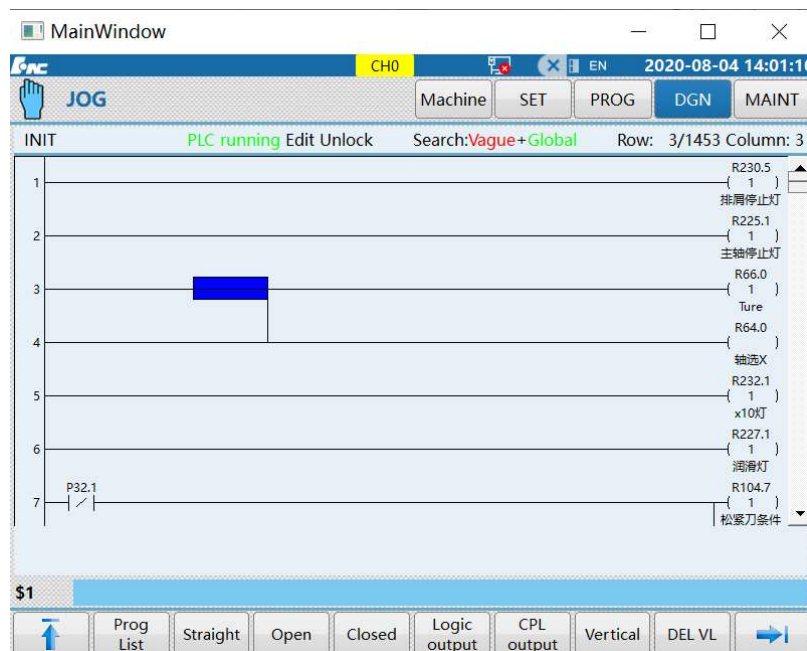 MainWindow
CH0 EN 2020-08-04 14:01:16
JOG Machine SET PROG DGN MAINT
INIT PLC running Edit Unlock Search:Vague+Global Row: 3/1453 Column: 3
R230.5
1 ( 1 )
排屑停止灯
R225.1
2 ( 1 )
主轴停止灯
R66.0
3 ( 1 )
Ture
R64.0
4 ( )
轴选X
R232.1
5 ( 1 )
x10灯
R227.1
6 ( 1 )
润滑灯
P32.1 R104.7
7 ( 1 )
松紧刀条件
$1
Prog List Straight Open Closed Logic output CPL output Vertical DEL VL